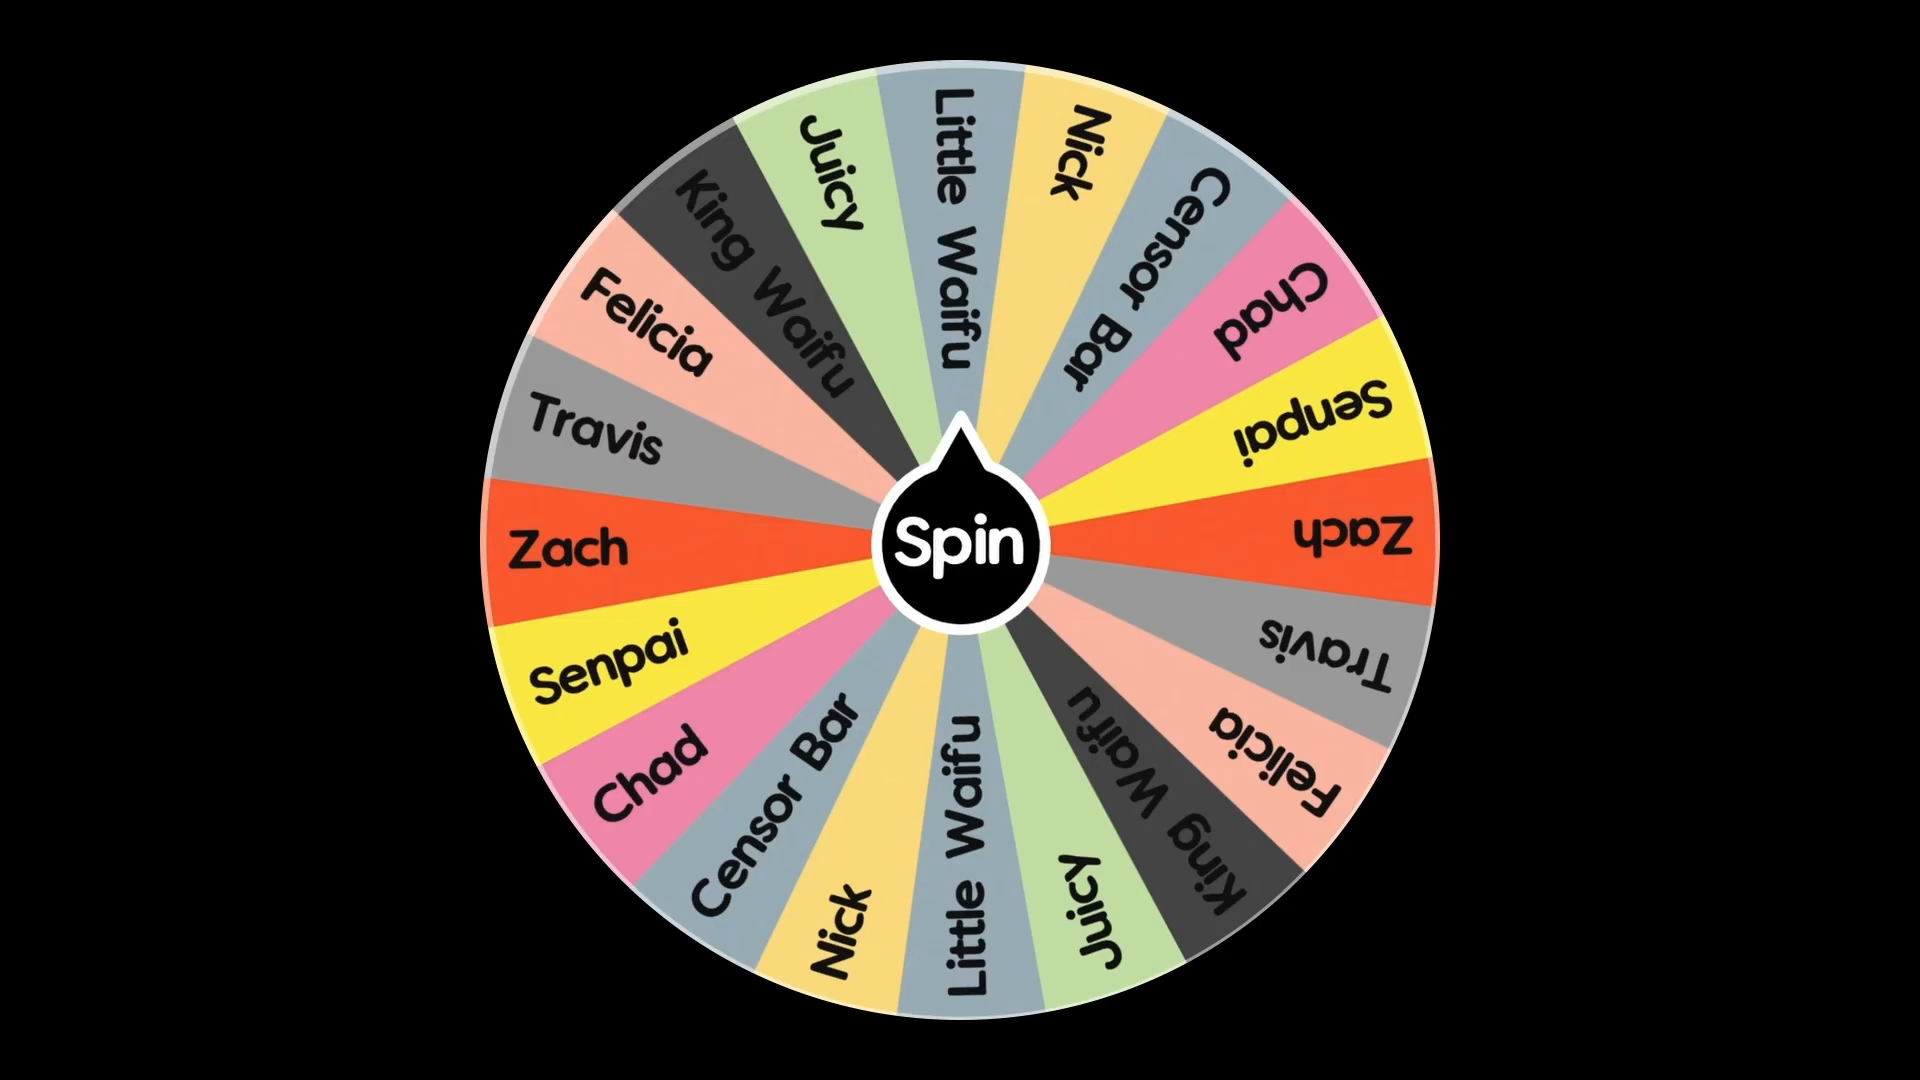 Little Waifu
Nick
Censor Bar
Chad
Senpai
Zach
Travis
Felicia
King Waifu
Juicy
Little Waifu
Nick
Censor Bar
Chad
Senpai
Zach
Travis
Felicia
King Waifu
Juicy
Spin